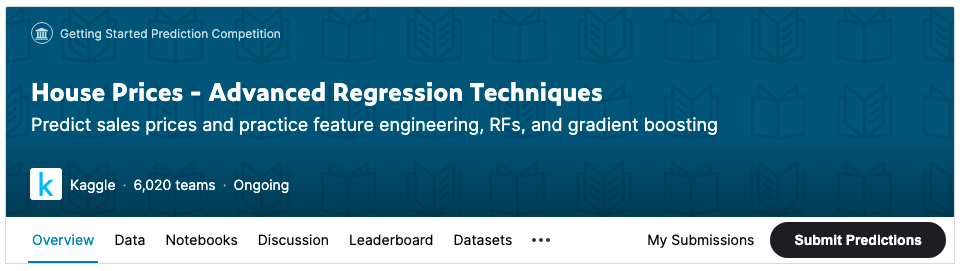 Getting Started Prediction Competition
House Prices - Advanced Regression Techniques
Predict sales prices and practice feature engineering, RFs, and gradient boosting
k Kaggle · 6,020 teams · Ongoing
Overview Data Notebooks Discussion Leaderboard Datasets ••• My Submissions Submit Predictions